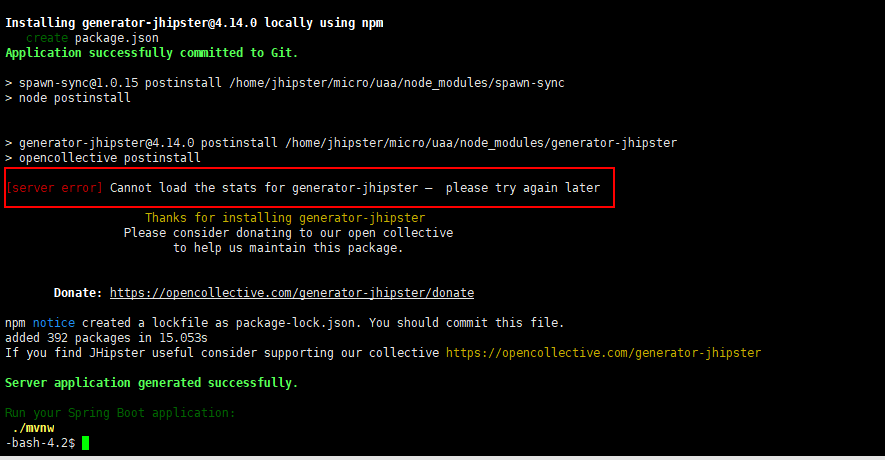 Installing generator-jhipster@4.14.0 locally using npm
create package.json
Application successfully committed to Git.
> spawn-sync@1.0.15 postinstall /home/jhipster/micro/uaa/node_modules/spawn-sync
> node postinstall
> generator-jhipster@4.14.0 postinstall /home/jhipster/micro/uaa/node_modules/generator-jhipster
> opencollective postinstall
[server error] Cannot load the stats for generator-jhipster – please try again later
Thanks for installing generator-jhipster
Please consider donating to our open collective
to help us maintain this package.
Donate: https://opencollective.com/generator-jhipster/donate
npm notice created a lockfile as package-lock.json. You should commit this file.
added 392 packages in 15.053s
If you find JHipster useful consider supporting our collective https://opencollective.com/generator-jhipster
Server application generated successfully.
Run your Spring Boot application:
./mvnw
-bash-4.2$